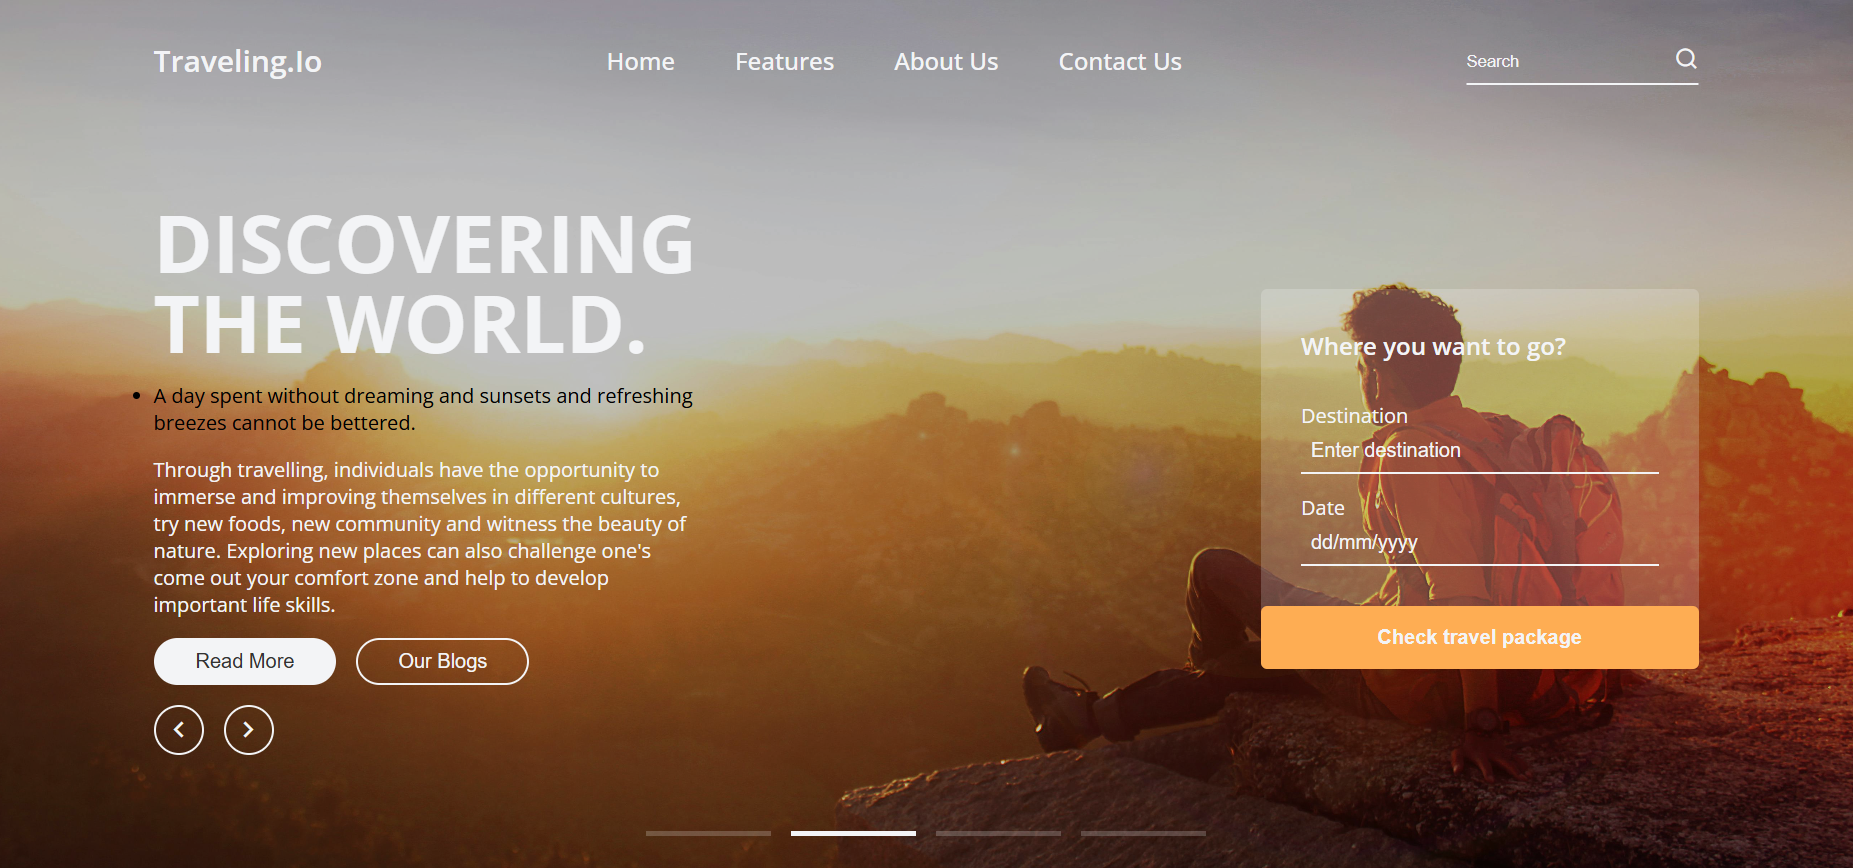 Traveling.Io
Home
Features
About Us
Contact Us
Search
DISCOVERING
THE WORLD.
• A day spent without dreaming and sunsets and refreshing
breezes cannot be bettered.
Through travelling, individuals have the opportunity to
immerse and improving themselves in different cultures,
try new foods, new community and witness the beauty of
nature. Exploring new places can also challenge one's
come out your comfort zone and help to develop
important life skills.
Read More
Our Blogs
Where you want to go?
Destination
Enter destination
Date
dd/mm/yyyy
Check travel package